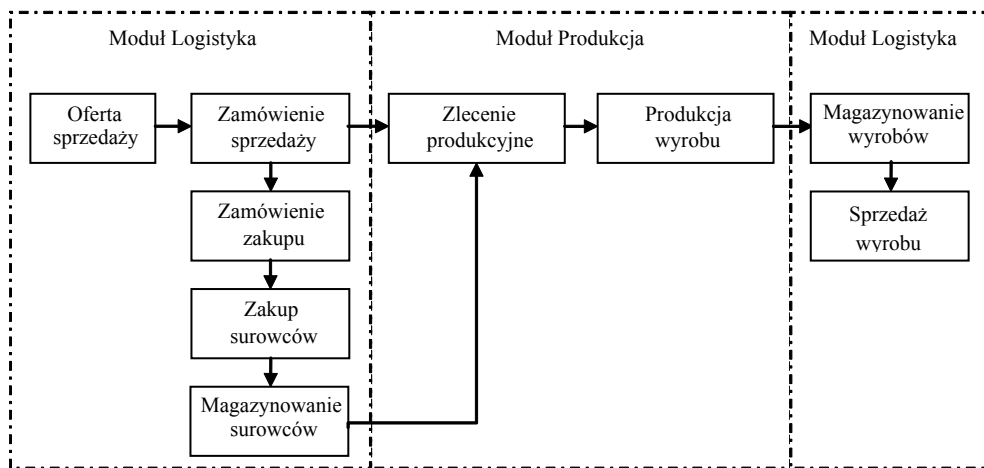 Moduł Logistyka
Moduł Produkcja
Moduł Logistyka
Oferta
sprzedaży
Zamówienie
sprzedaży
Zlecenie
produkcyjne
Produkcja
wyrobu
Magazynowanie
wyrobów
Zamówienie
zakupu
Sprzedaż
wyrobu
Zakup
surowców
Magazynowanie
surowców